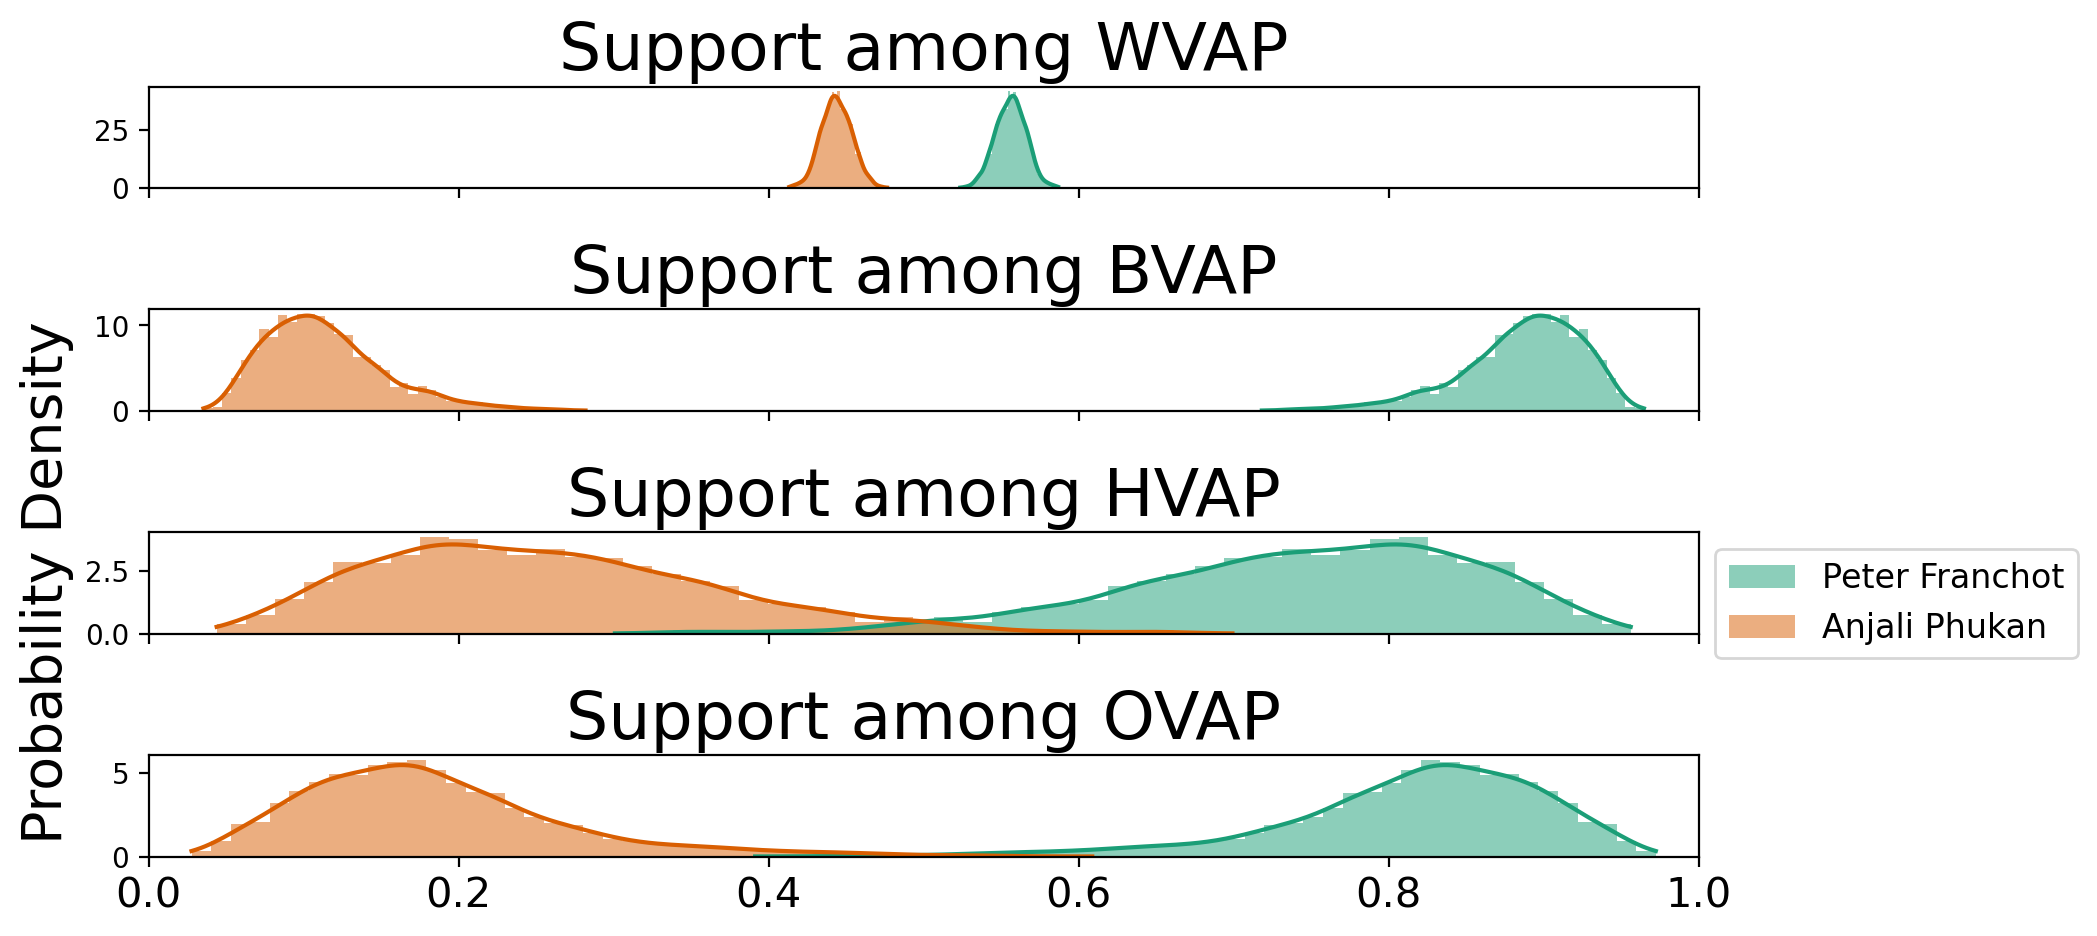 Support among WVAP
25
0
Support among BVAP
10
0
Support among HVAP
2.5
0.0
Support among OVAP
5
0
0.0 0.2 0.4 0.6 0.8 1.0
Probability Density
Peter Franchot
Anjali Phukan